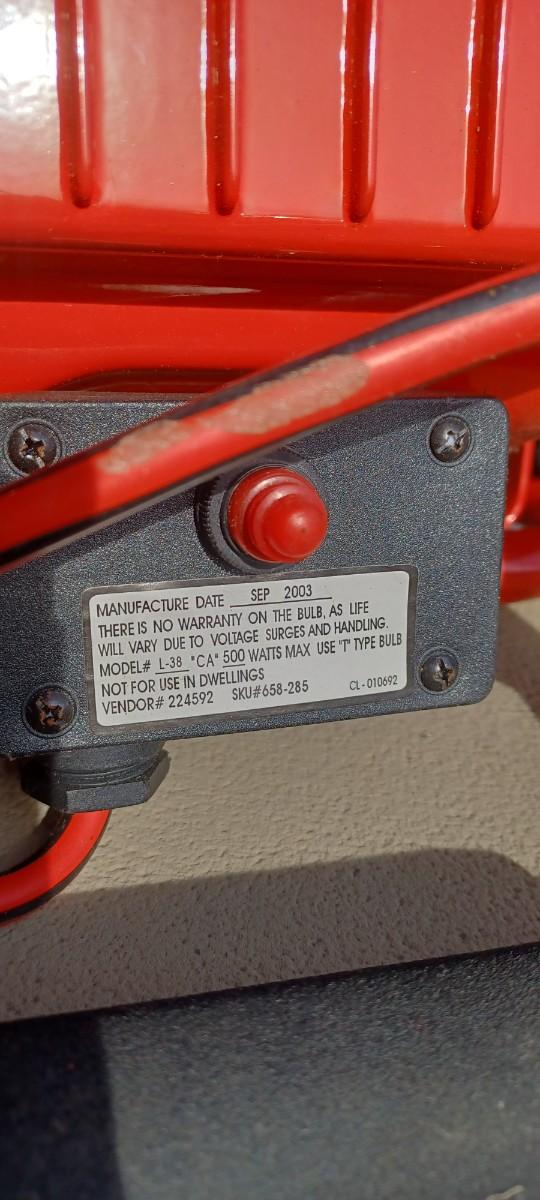 MANUFACTURE DATE SEP 2003
THERE IS NO WARRANTY ON THE BULB, AS LIFE
WILL VARY DUE TO VOLTAGE SURGES AND HANDLING.
MODEL# L-38 "CA" 500 WATTS MAX USE "T" TYPE BULB
NOT FOR USE IN DWELLINGS
VENDOR# 224592 SKU#658-285 CL-010692